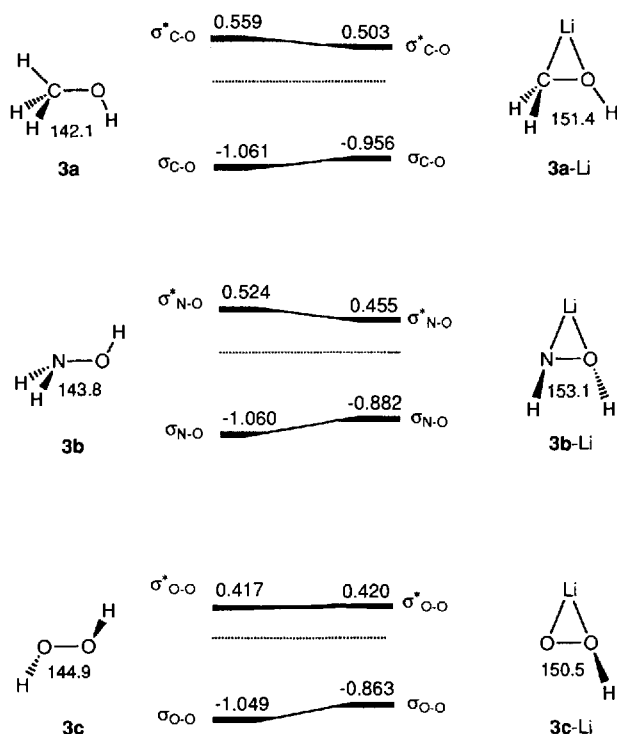 σ*C-O 0.559 0.503 σ*C-O
H C O H H H 142.1
3a
σC-O -1.061 -0.956 σC-O
Li C O H H H 151.4
3a-Li
σ*N-O 0.524 0.455 σ*N-O
H N O H H 143.8
3b
σN-O -1.060 -0.882 σN-O
Li N O H H 153.1
3b-Li
σ*O-O 0.417 0.420 σ*O-O
H O O H 144.9
3c
σO-O -1.049 -0.863 σO-O
Li O O H 150.5
3c-Li